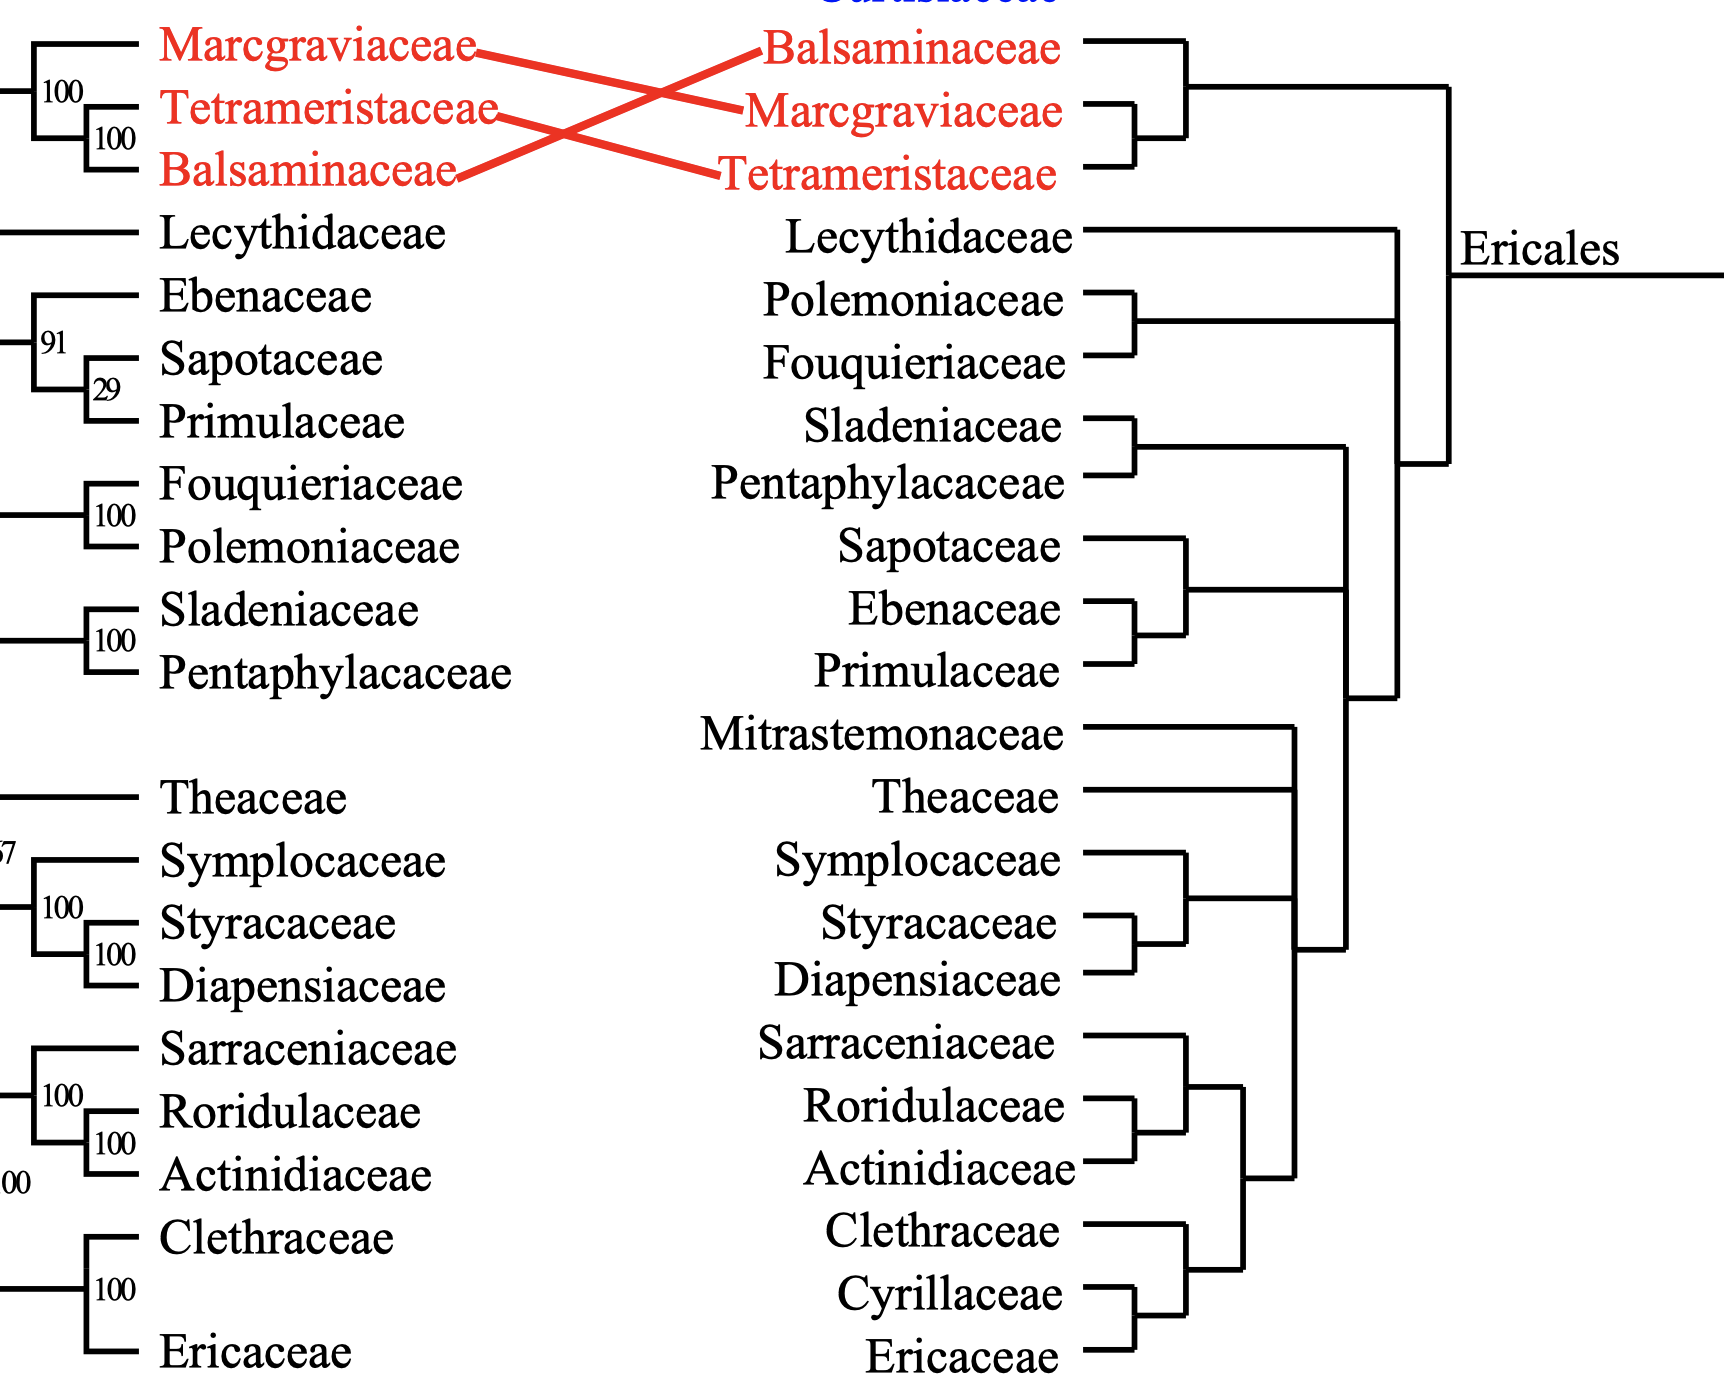 Marcgraviaceae
100
Tetrameristaceae
100
Balsaminaceae
Lecythidaceae
Ebenaceae
91
Sapotaceae
29
Primulaceae
Fouquieriaceae
100
Polemoniaceae
Sladeniaceae
100
Pentaphylacaceae
Theaceae
Symplocaceae
100
Styracaceae
100
Diapensiaceae
Sarraceniaceae
100
Roridulaceae
100
Actinidiaceae
00
Clethraceae
100
Ericaceae
Balsaminaceae
Marcgraviaceae
Tetrameristaceae
Lecythidaceae
Polemoniaceae
Fouquieriaceae
Sladeniaceae
Pentaphylacaceae
Sapotaceae
Ebenaceae
Primulaceae
Mitrastemonaceae
Theaceae
Symplocaceae
Styracaceae
Diapensiaceae
Sarraceniaceae
Roridulaceae
Actinidiaceae
Clethraceae
Cyrillaceae
Ericaceae
Ericales